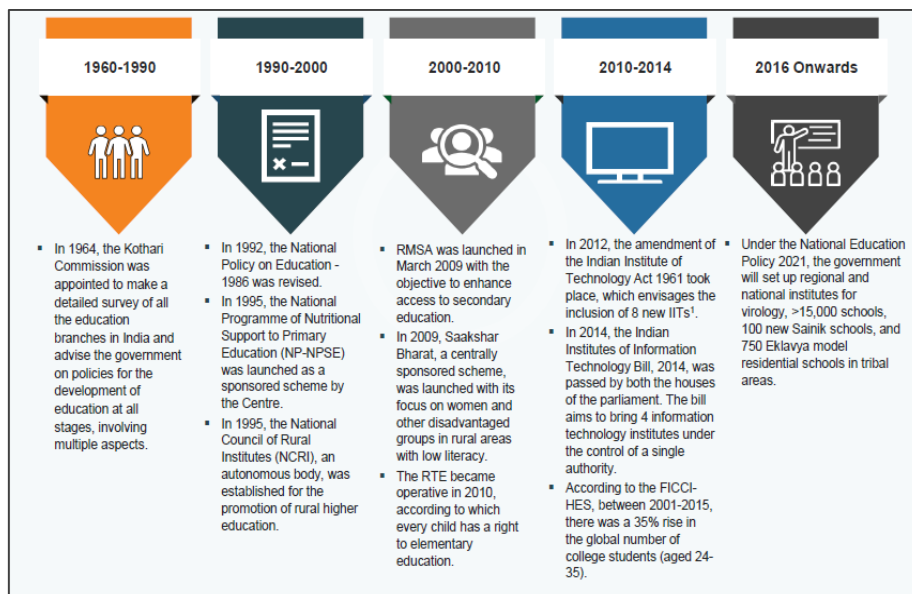 1960-1990
1990-2000
2000-2010
2010-2014
2016 Onwards
▪ In 1964, the Kothari
Commission was
appointed to make a
detailed survey of all
the education
branches in India and
advise the government
on policies for the
development of
education at all
stages, involving
multiple aspects.
▪ In 1992, the National
Policy on Education -
1986 was revised.
▪ In 1995, the National
Programme of Nutritional
Support to Primary
Education (NP-NPSE)
was launched as a
sponsored scheme by
the Centre.
▪ In 1995, the National
Council of Rural
Institutes (NCRI), an
autonomous body, was
established for the
promotion of rural higher
education.
▪ RMSA was launched in
March 2009 with the
objective to enhance
access to secondary
education.
▪ In 2009, Saakshar
Bharat, a centrally
sponsored scheme,
was launched with its
focus on women and
other disadvantaged
groups in rural areas
with low literacy.
▪ The RTE became
operative in 2010,
according to which
every child has a right
to elementary
education.
▪ In 2012, the amendment of
the Indian Institute of
Technology Act 1961 took
place, which envisages the
inclusion of 8 new IITs¹.
▪ In 2014, the Indian
Institutes of Information
Technology Bill, 2014, was
passed by both the houses
of the parliament. The bill
aims to bring 4 information
technology institutes under
the control of a single
authority.
▪ According to the FICCI-
HES, between 2001-2015,
there was a 35% rise in
the global number of
college students (aged 24-
35).
▪ Under the National Education
Policy 2021, the government
will set up regional and
national institutes for
virology, >15,000 schools,
100 new Sainik schools, and
750 Eklavya model
residential schools in tribal
areas.